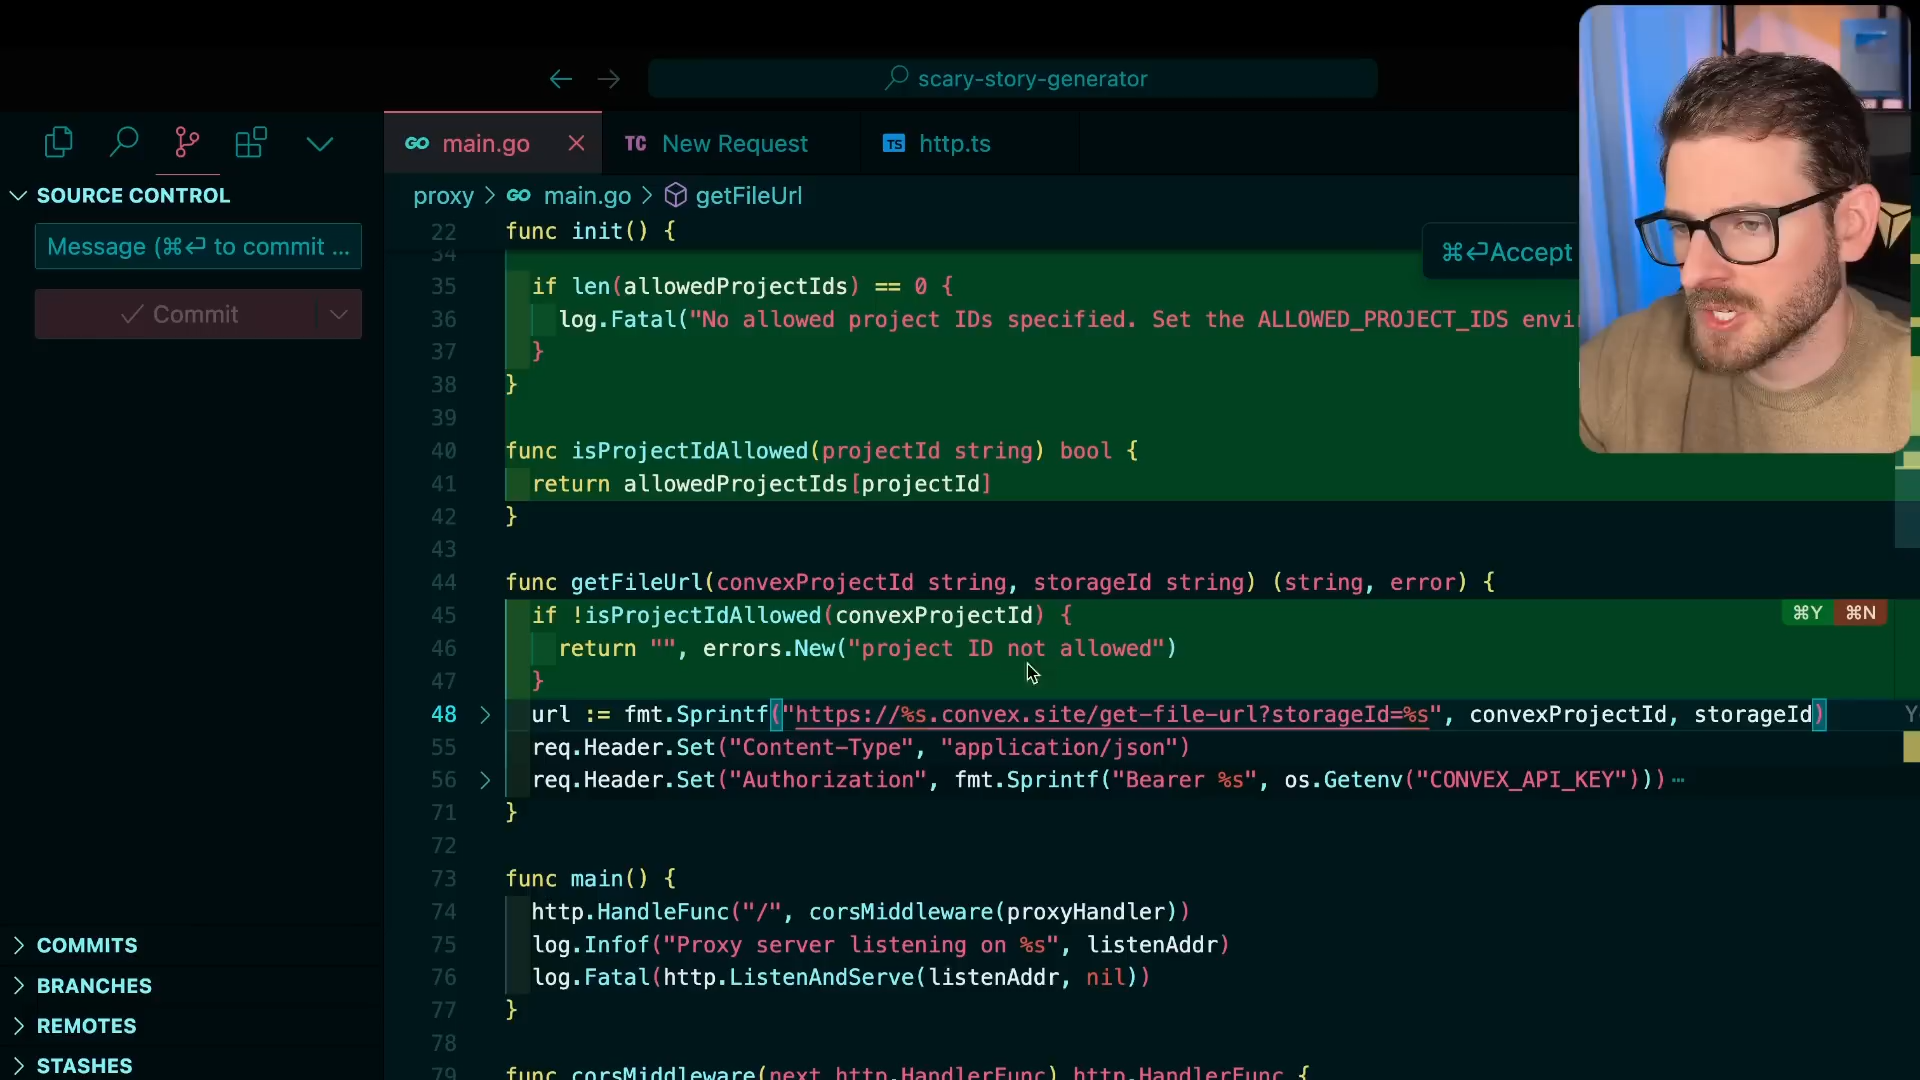 scary-story-generator
GO main.go
TC New Request
TS http.ts
SOURCE CONTROL
proxy > GO main.go > getFileUrl
Message (⌘⏎ to commit ...
Commit
22 func init() {
⌘⏎Accept
34
35 if len(allowedProjectIds) == 0 {
36 log.Fatal("No allowed project IDs specified. Set the ALLOWED_PROJECT_IDS envi
37 }
38 }
39
40 func isProjectIdAllowed(projectId string) bool {
41 return allowedProjectIds[projectId]
42 }
43
44 func getFileUrl(convexProjectId string, storageId string) (string, error) {
45 if !isProjectIdAllowed(convexProjectId) {
⌘Y ⌘N
46 return "", errors.New("project ID not allowed")
47 }
48 url := fmt.Sprintf("https://%s.convex.site/get-file-url?storageId=%s", convexProjectId, storageId)
55 req.Header.Set("Content-Type", "application/json")
56 req.Header.Set("Authorization", fmt.Sprintf("Bearer %s", os.Getenv("CONVEX_API_KEY")))⋯
71 }
72
73 func main() {
74 http.HandleFunc("/", corsMiddleware(proxyHandler))
75 log.Infof("Proxy server listening on %s", listenAddr)
76 log.Fatal(http.ListenAndServe(listenAddr, nil))
77 }
78
79 func corsMiddleware(next http.HandlerFunc) http.HandlerFunc {
COMMITS
BRANCHES
REMOTES
STASHES